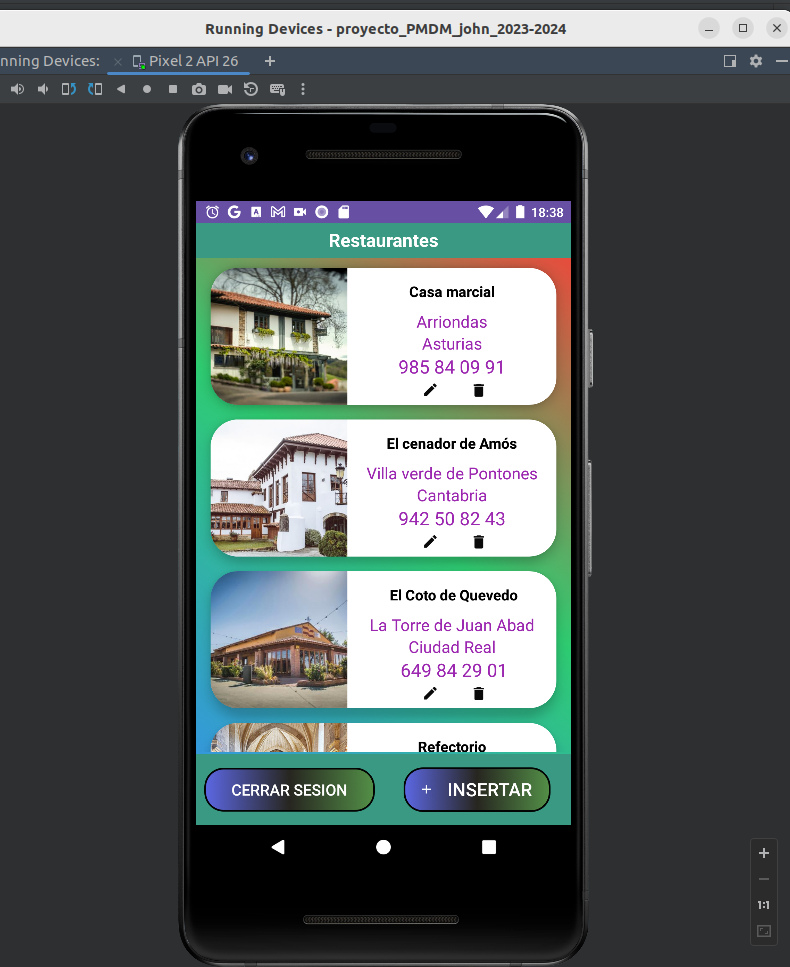 Running Devices - proyecto_PMDM_john_2023-2024
nning Devices:
Pixel 2 API 26
18:38
Restaurantes
Casa marcial
Arriondas
Asturias
985 84 09 91
El cenador de Amós
Villa verde de Pontones
Cantabria
942 50 82 43
El Coto de Quevedo
La Torre de Juan Abad
Ciudad Real
649 84 29 01
Refectorio
CERRAR SESION
+ INSERTAR
1:1